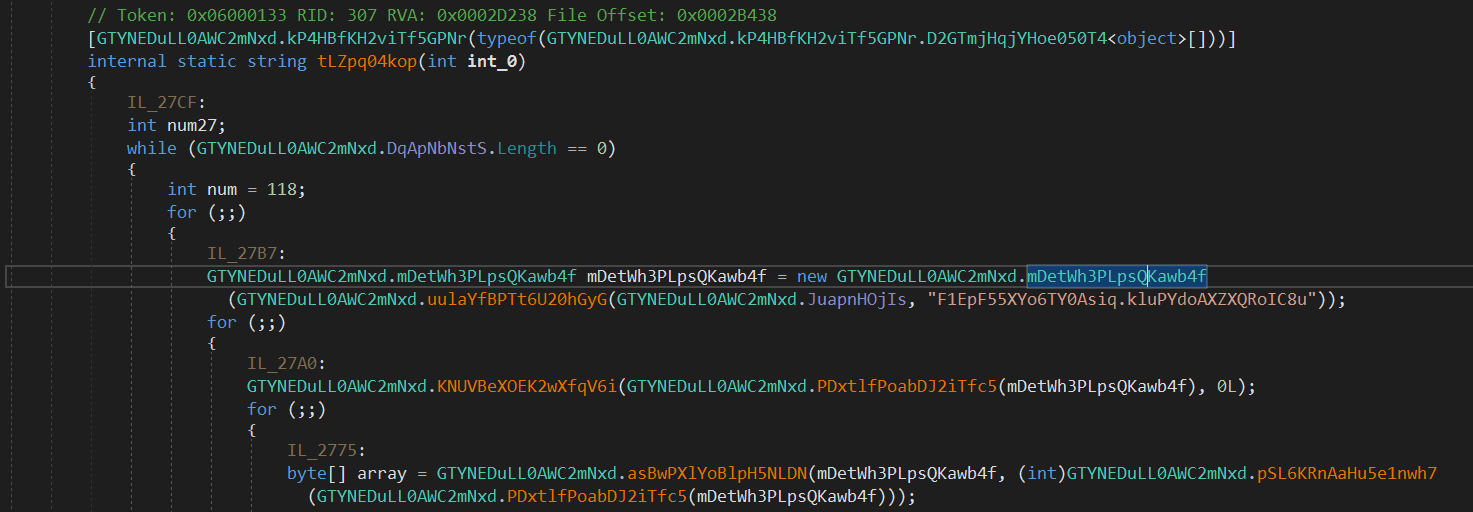 // Token: 0x06000133 RID: 307 RVA: 0x0002D238 File Offset: 0x0002B438
[GTYNEDuLL0AWC2mNxd.kP4HBfKH2viTf5GPNr(typeof(GTYNEDuLL0AWC2mNxd.kP4HBfKH2viTf5GPNr.D2GTmjHqjYHoe050T4<object>[]))]
internal static string tLZpq04kop(int int_0)
{
IL_27CF:
int num27;
while (GTYNEDuLL0AWC2mNxd.DqApNbNstS.Length == 0)
{
int num = 118;
for (;;)
{
IL_27B7:
GTYNEDuLL0AWC2mNxd.mDetWh3PLpsQKawb4f mDetWh3PLpsQKawb4f = new GTYNEDuLL0AWC2mNxd.mDetWh3PLpsQKawb4f
(GTYNEDuLL0AWC2mNxd.uulaYfBPTt6U20hGyG(GTYNEDuLL0AWC2mNxd.JuapnHOjIs, "F1EpF55XYo6TY0Asiq.kluPYdoAXZXQRoIC8u"));
for (;;)
{
IL_27A0:
GTYNEDuLL0AWC2mNxd.KNUVBeXOEK2wXfqV6i(GTYNEDuLL0AWC2mNxd.PDxtlfPoabDJ2iTfc5(mDetWh3PLpsQKawb4f), 0L);
for (;;)
{
IL_2775:
byte[] array = GTYNEDuLL0AWC2mNxd.asBwPXlYoBlpH5NLDN(mDetWh3PLpsQKawb4f, (int)GTYNEDuLL0AWC2mNxd.pSL6KRnAaHu5e1nwh7
(GTYNEDuLL0AWC2mNxd.PDxtlfPoabDJ2iTfc5(mDetWh3PLpsQKawb4f)));